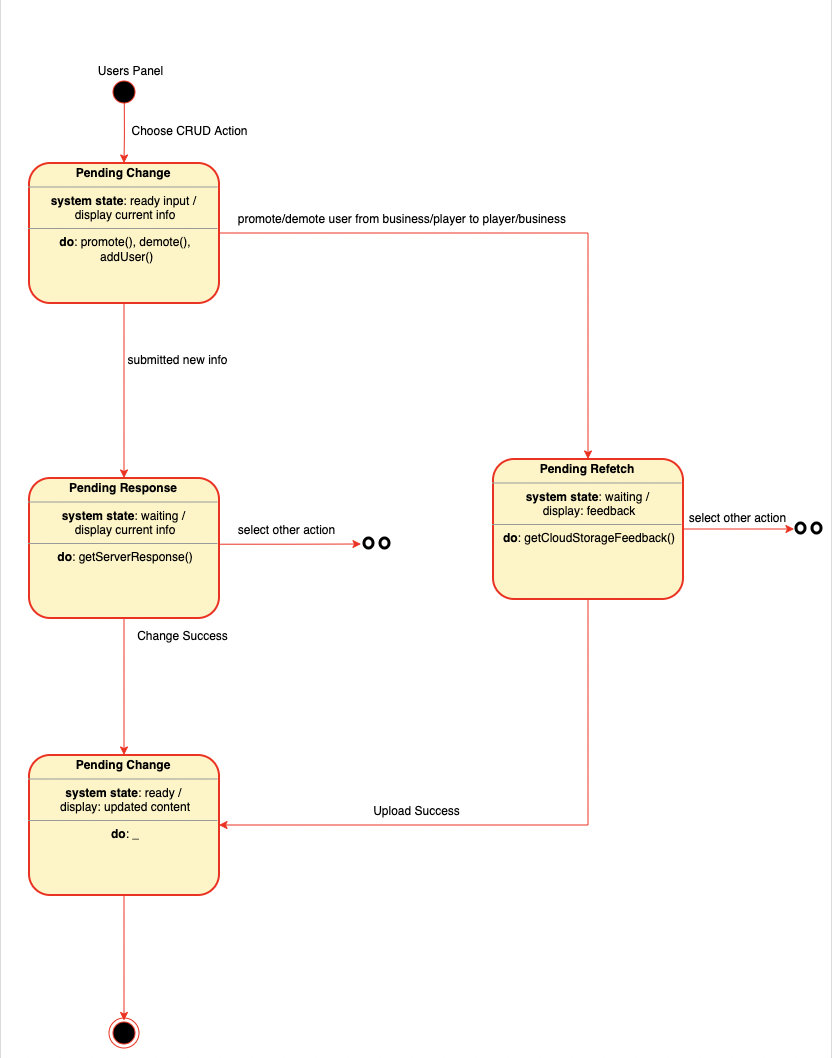 Users Panel
Choose CRUD Action
Pending Change
system state: ready input /
display current info
do: promote(), demote(),
addUser()
promote/demote user from business/player to player/business
submitted new info
Pending Response
system state: waiting /
display current info
do: getServerResponse()
select other action
Pending Refetch
system state: waiting /
display: feedback
do: getCloudStorageFeedback()
select other action
Change Success
Pending Change
system state: ready /
display: updated content
do: _
Upload Success